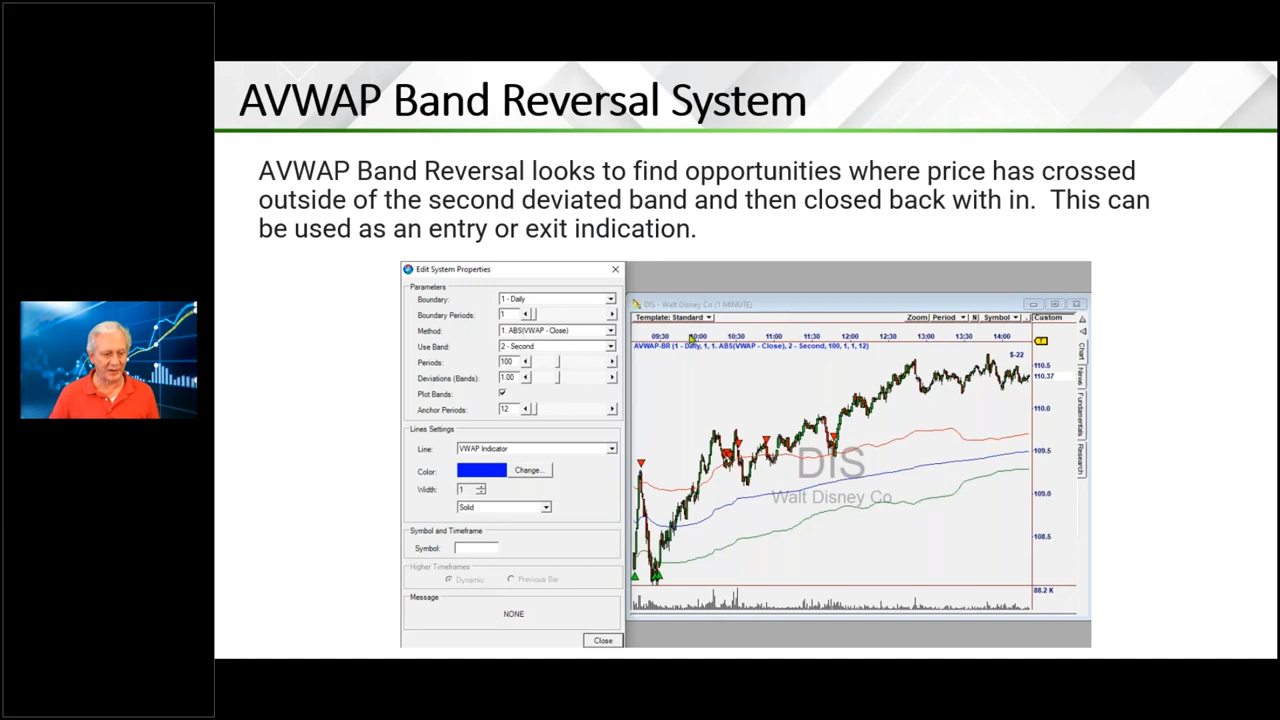 AVWAP Band Reversal System
AVWAP Band Reversal looks to find opportunities where price has crossed
outside of the second deviated band and then closed back with in.  This can
be used as an entry or exit indication.
Edit System Properties
Parameters
Boundary: 1 - Daily
Boundary Periods: 1
Method: 1. ABS(VWAP - Close)
Use Band: 2 - Second
Periods: 100
Deviations (Bands): 1.00
Plot Bands:
Anchor Periods: 12
Lines Settings
Line: VWAP Indicator
Color: Change...
Width: 1
Solid
Symbol and Timeframe
Symbol:
Higher Timeframes
Dynamic Previous Bar
Message
NONE
Close
DIS - Walt Disney Co (1 MINUTE)
Template: Standard Zoom Period N Symbol Custom
09:30 10:00 10:30 11:00 11:30 12:00 12:30 13:00 13:30 14:00
AVWAP-BR (1 - Daily, 1, 1. ABS(VWAP - Close), 2 - Second, 100, 1, 1, 12)
$-22
110.5
110.37
110.0
109.5
109.0
108.5
88.2 K
DIS
Walt Disney Co
Chart
News
Fundamentals
Research